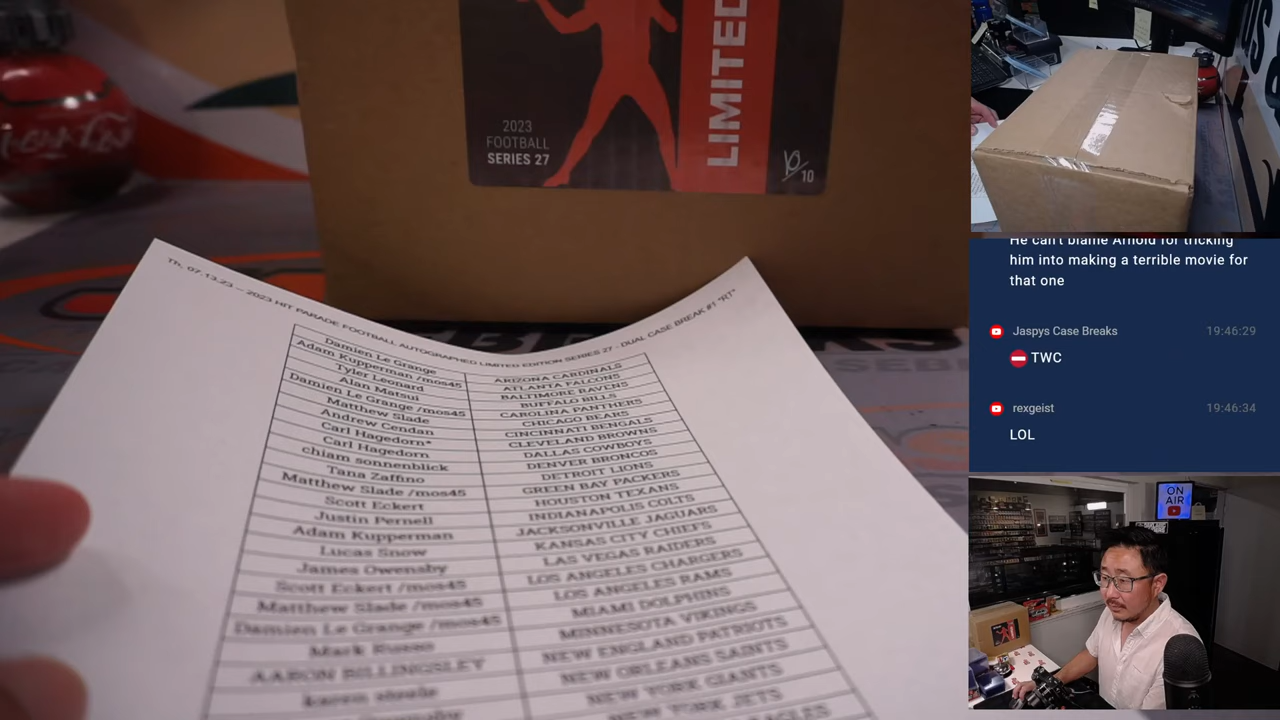 LIMITED
2023
FOOTBALL
SERIES 27
10
Th. 07.13.23 -- 2023 HIT PARADE FOOTBALL AUTOGRAPHED LIMITED EDITION SERIES 27 - DUAL CASE BREAK #1 "RT"
Damien Le Grange ARIZONA CARDINALS
Adam Kupperman /mos45 ATLANTA FALCONS
Tyler Leonard BALTIMORE RAVENS
Alan Matsui BUFFALO BILLS
Damien Le Grange /mos45 CAROLINA PANTHERS
Matthew Slade CHICAGO BEARS
Andrew Cendan CINCINNATI BENGALS
Carl Hagedorn* CLEVELAND BROWNS
Carl Hagedorn DALLAS COWBOYS
chiam sonnenblick DENVER BRONCOS
Tana Zaffino DETROIT LIONS
Matthew Slade /mos45 GREEN BAY PACKERS
Scott Eckert HOUSTON TEXANS
Justin Pernell INDIANAPOLIS COLTS
Adam Kupperman JACKSONVILLE JAGUARS
Lucas Snow KANSAS CITY CHIEFS
James Owensby LAS VEGAS RAIDERS
Scott Eckert /mos45 LOS ANGELES CHARGERS
Matthew Slade /mos45 LOS ANGELES RAMS
Damien Le Grange /mos45 MIAMI DOLPHINS
Mark Russo MINNESOTA VIKINGS
AARON BILLINGSLEY NEW ENGLAND PATRIOTS
karen steele NEW ORLEANS SAINTS
NEW YORK GIANTS
NEW YORK JETS
EAGLES
He can't blame Arnold for tricking
him into making a terrible movie for
that one
Jaspys Case Breaks 19:46:29
⛔ TWC
rexgeist 19:46:34
LOL
ON
AIR